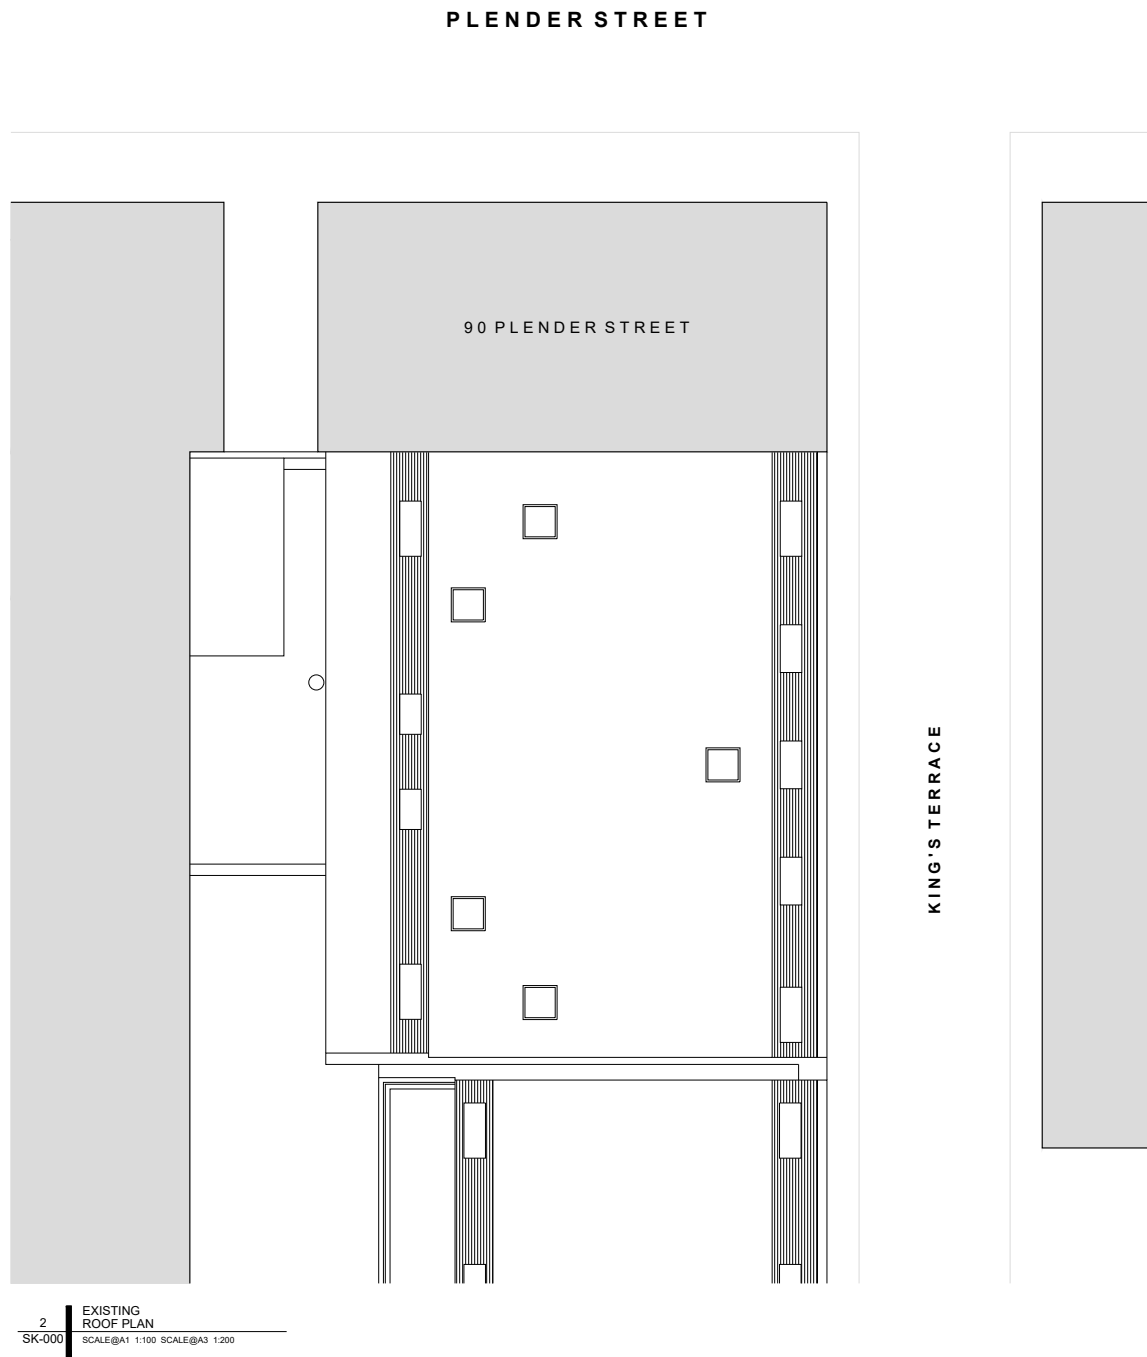 PLENDER STREET
90 PLENDER STREET
KING'S TERRACE
2
SK-000
EXISTING
ROOF PLAN
SCALE@A1 1:100 SCALE@A3 1:200